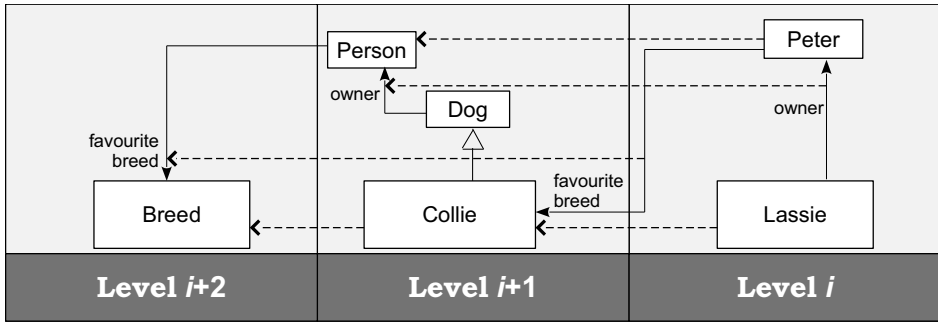 Person
Peter
owner
Dog
owner
favourite
breed
favourite
breed
Breed
Collie
Lassie
Level i+2
Level i+1
Level i